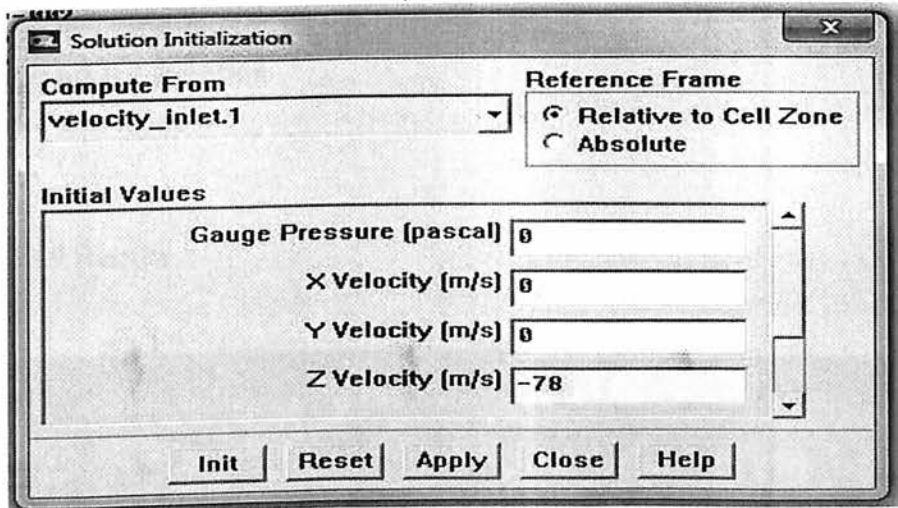 Solution Initialization
Compute From
velocity_inlet.1
Reference Frame
Relative to Cell Zone
Absolute
Initial Values
Gauge Pressure (pascal) 0
X Velocity (m/s) 0
Y Velocity (m/s) 0
Z Velocity (m/s) -78
Init Reset Apply Close Help